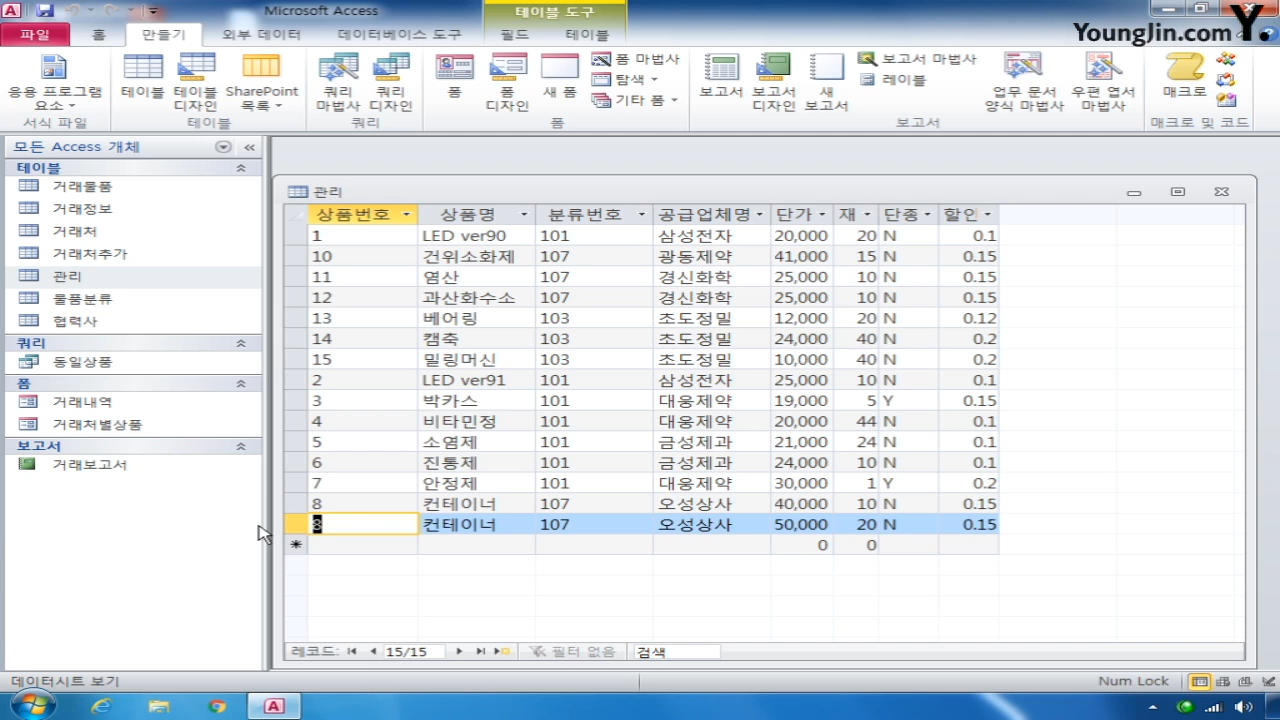 Microsoft Access
테이블 도구
파일 홈 만들기 외부 데이터 데이터베이스 도구 필드 테이블
YoungJin.com Y.
응용 프로그램 요소
테이블
테이블 디자인
SharePoint 목록
쿼리 마법사
쿼리 디자인
폼
폼 디자인
새 폼
폼 마법사
탐색
기타 폼
보고서
보고서 디자인
새 보고서
보고서 마법사
레이블
업무 문서 양식 마법사
우편 엽서 마법사
매크로
서식 파일 테이블 쿼리 폼 보고서 매크로 및 코드
모든 Access 개체
테이블
거래물품
거래정보
거래처
거래처추가
관리
물품분류
협력사
쿼리
동일상품
폼
거래내역
거래처별상품
보고서
거래보고서
관리
상품번호 상품명 분류번호 공급업체명 단가 재 단종 할인
1 LED ver90 101 삼성전자 20,000 20 N 0.1
10 건위소화제 107 광동제약 41,000 15 N 0.15
11 염산 107 경신화학 25,000 10 N 0.15
12 과산화수소 107 경신화학 25,000 10 N 0.15
13 베어링 103 초도정밀 12,000 20 N 0.12
14 캠축 103 초도정밀 24,000 40 N 0.2
15 밀링머신 103 초도정밀 10,000 40 N 0.2
2 LED ver91 101 삼성전자 25,000 10 N 0.1
3 박카스 101 대웅제약 19,000 5 Y 0.15
4 비타민정 101 대웅제약 20,000 44 N 0.1
5 소염제 101 금성제과 21,000 24 N 0.1
6 진통제 101 금성제과 24,000 10 N 0.1
7 안정제 101 대웅제약 30,000 1 Y 0.2
8 컨테이너 107 오성상사 40,000 10 N 0.15
8 컨테이너 107 오성상사 50,000 20 N 0.15
* 0 0
레코드: 15/15 필터 없음 검색
데이터시트 보기 Num Lock